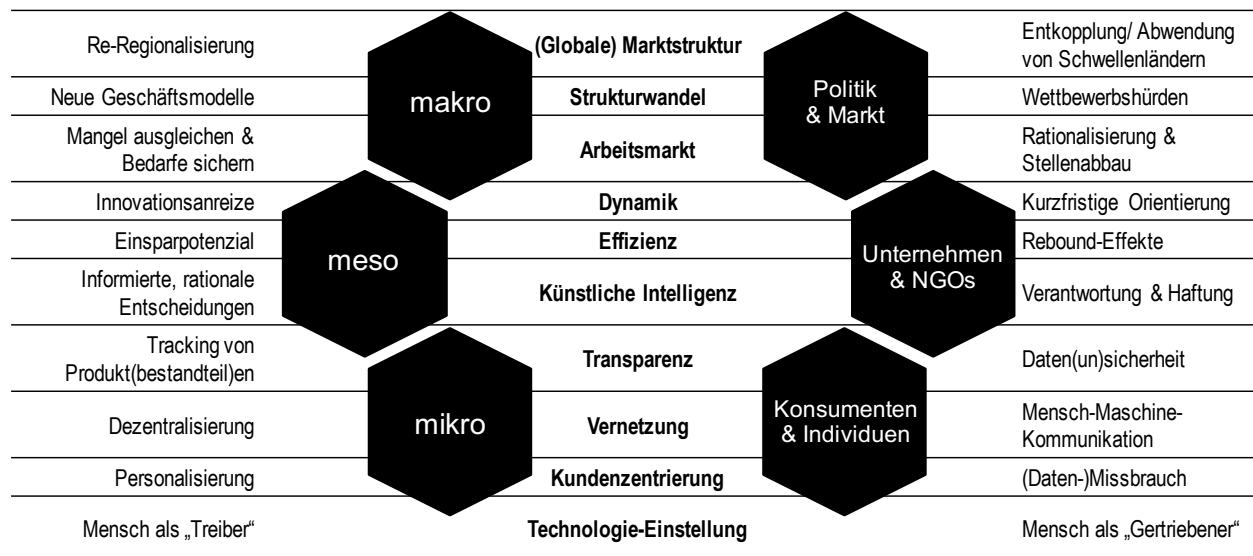 Re-Regionalisierung
(Globale) Marktstruktur
Entkopplung/ Abwendung
von Schwellenländern
makro
Politik
& Markt
Neue Geschäftsmodelle
Strukturwandel
Wettbewerbshürden
Mangel ausgleichen &
Bedarfe sichern
Arbeitsmarkt
Rationalisierung &
Stellenabbau
Innovationsanreize
Dynamik
Kurzfristige Orientierung
Einsparpotenzial
meso
Effizienz
Unternehmen
& NGOs
Rebound-Effekte
Informierte, rationale
Entscheidungen
Künstliche Intelligenz
Verantwortung & Haftung
Tracking von
Produkt(bestandteil)en
Transparenz
Daten(un)sicherheit
Dezentralisierung
mikro
Vernetzung
Konsumenten
& Individuen
Mensch-Maschine-
Kommunikation
Personalisierung
Kundenzentrierung
(Daten-)Missbrauch
Mensch als „Treiber“
Technologie-Einstellung
Mensch als „Gertriebener“